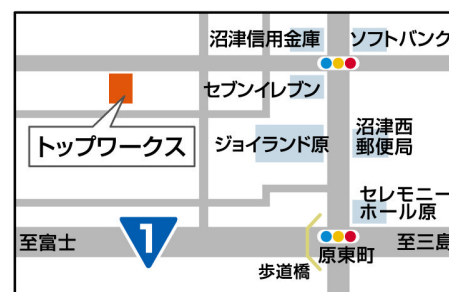 沼津信用金庫
ソフトバンク
セブンイレブン
トップワークス
ジョイランド原
沼津西
郵便局
セレモニー
ホール原
至富士
1
原東町
至三島
歩道橋